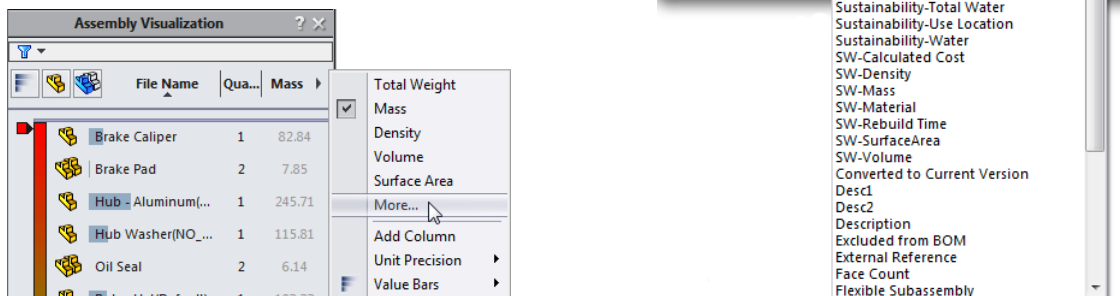 Assembly Visualization ?
File Name Qua... Mass
Brake Caliper 1 82.84
Brake Pad 2 7.85
Hub - Aluminum(... 1 245.71
Hub Washer(NO_... 1 115.81
Oil Seal 2 6.14
Total Weight
Mass
Density
Volume
Surface Area
More...
Add Column
Unit Precision
Value Bars
Sustainability-Total Water
Sustainability-Use Location
Sustainability-Water
SW-Calculated Cost
SW-Density
SW-Mass
SW-Material
SW-Rebuild Time
SW-SurfaceArea
SW-Volume
Converted to Current Version
Desc1
Desc2
Description
Excluded from BOM
External Reference
Face Count
Flexible Subassembly